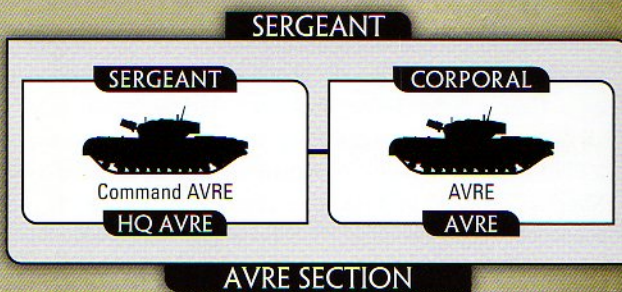 SERGEANT
SERGEANT
CORPORAL
Command AVRE
AVRE
HQ AVRE
AVRE
AVRE SECTION